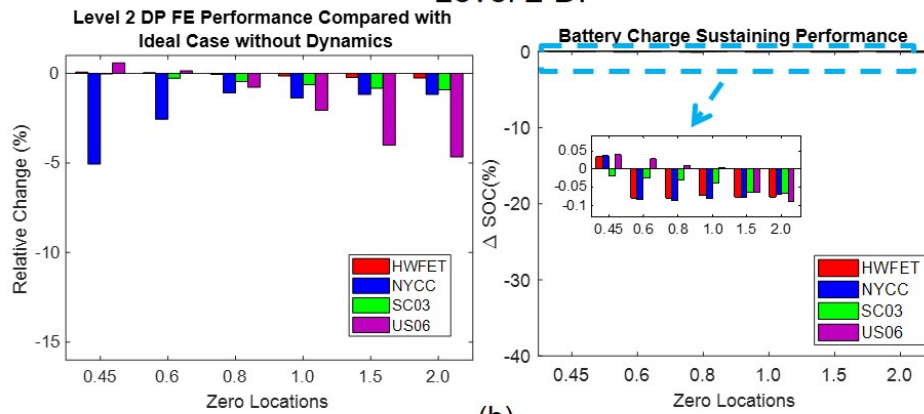 Level 2 DP
Level 2 DP FE Performance Compared with
Ideal Case without Dynamics
0
-5
-10
-15
Relative Change (%)
HWFET
NYCC
SC03
US06
0.45 0.6 0.8 1.0 1.5 2.0
Zero Locations
Battery Charge Sustaining Performance
0
-10
-20
-30
-40
Δ SOC(%)
0.05
0
-0.05
-0.1
0.45 0.6 0.8 1.0 1.5 2.0
HWFET
NYCC
SC03
US06
0.45 0.6 0.8 1.0 1.5 2.0
Zero Locations
(b)